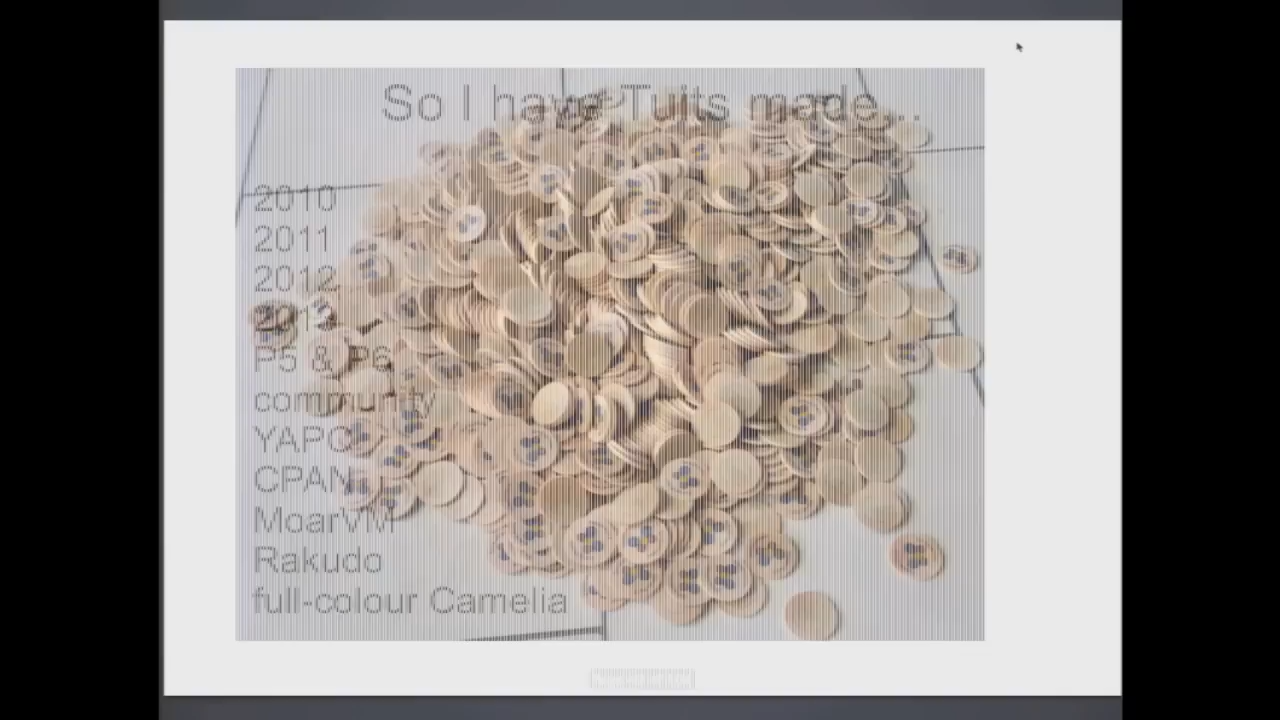 So I have Tuits made...
2010
2011
2012
2013
P5 & P6
community
YAPC
CPAN
MoarVM
Rakudo
full-colour Camelia